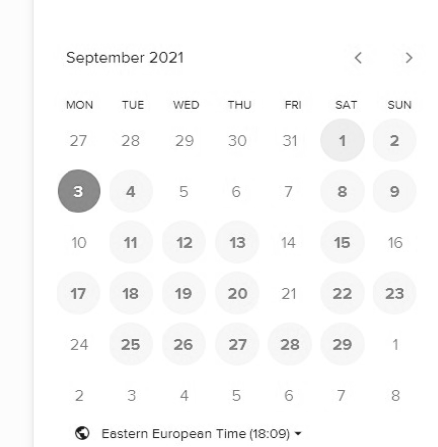 September 2021
MON TUE WED THU FRI SAT SUN
27 28 29 30 31 1 2
3 4 5 6 7 8 9
10 11 12 13 14 15 16
17 18 19 20 21 22 23
24 25 26 27 28 29 1
2 3 4 5 6 7 8
Eastern European Time (18:09)